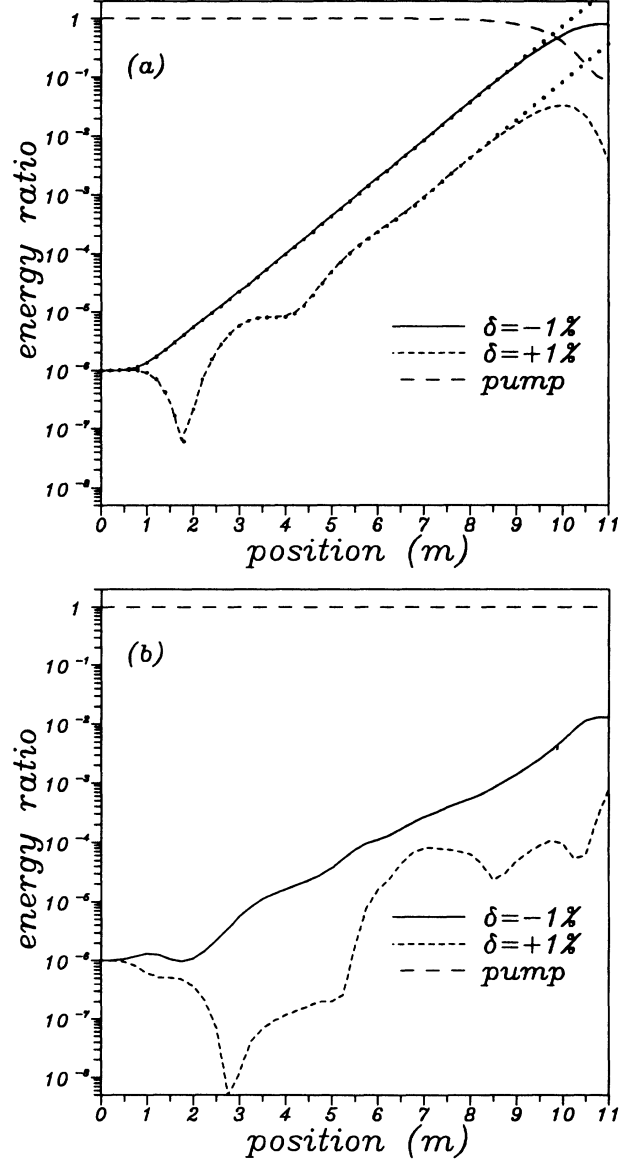 1
(a)
10⁻¹
10⁻²
10⁻³
10⁻⁴
10⁻⁵
10⁻⁶
10⁻⁷
10⁻⁸
energy ratio
δ=−1%
δ=+1%
pump
0 1 2 3 4 5 6 7 8 9 10 11
position (m)
1
(b)
10⁻¹
10⁻²
10⁻³
10⁻⁴
10⁻⁵
10⁻⁶
10⁻⁷
10⁻⁸
energy ratio
δ=−1%
δ=+1%
pump
0 1 2 3 4 5 6 7 8 9 10 11
position (m)